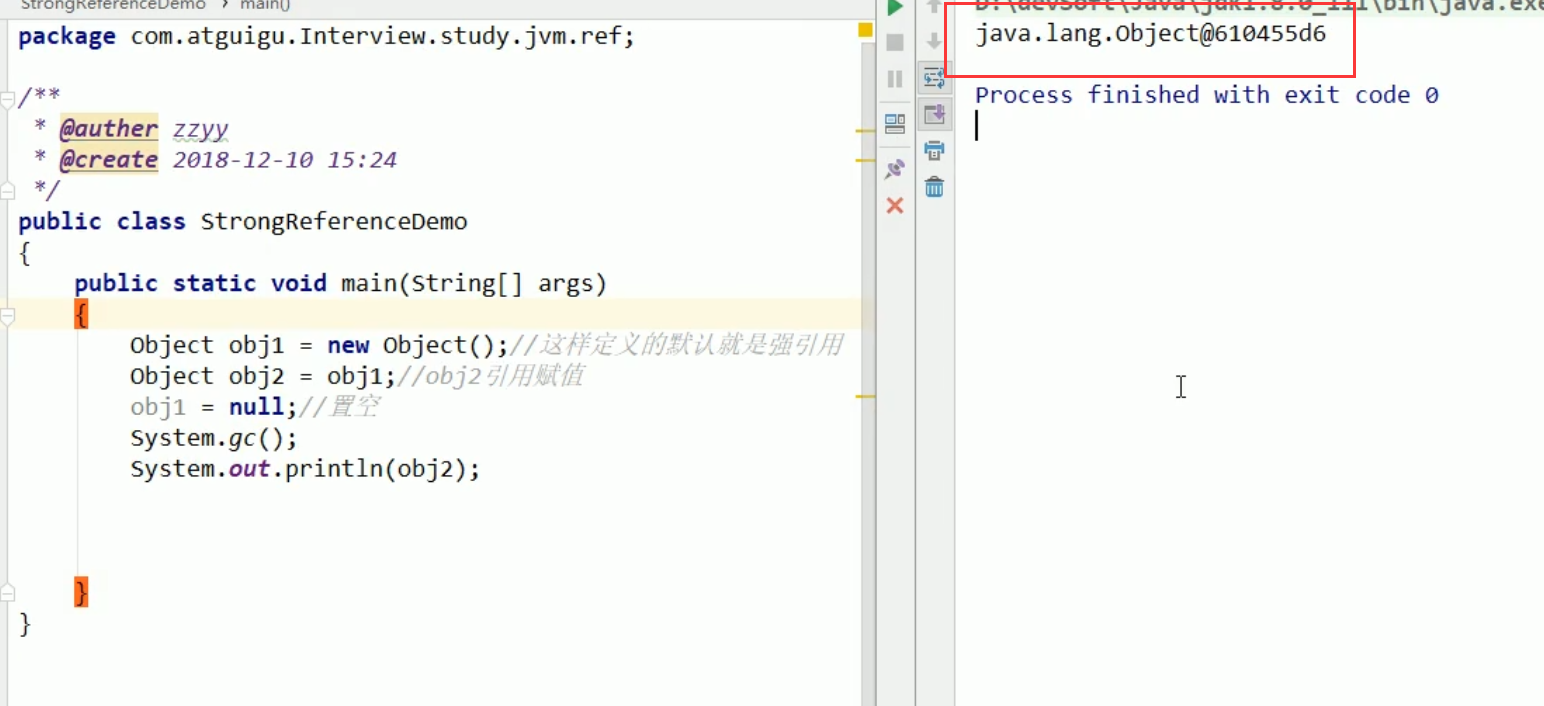 StrongReferenceDemo › main()
package com.atguigu.Interview.study.jvm.ref;
/**
* @auther zzyy
* @create 2018-12-10 15:24
*/
public class StrongReferenceDemo
{
public static void main(String[] args)
{
Object obj1 = new Object();//这样定义的默认就是强引用
Object obj2 = obj1;//obj2引用赋值
obj1 = null;//置空
System.gc();
System.out.println(obj2);
}
}
D:\devSoft\Java\jdk1.8.0_111\bin\java.exe
java.lang.Object@610455d6
Process finished with exit code 0